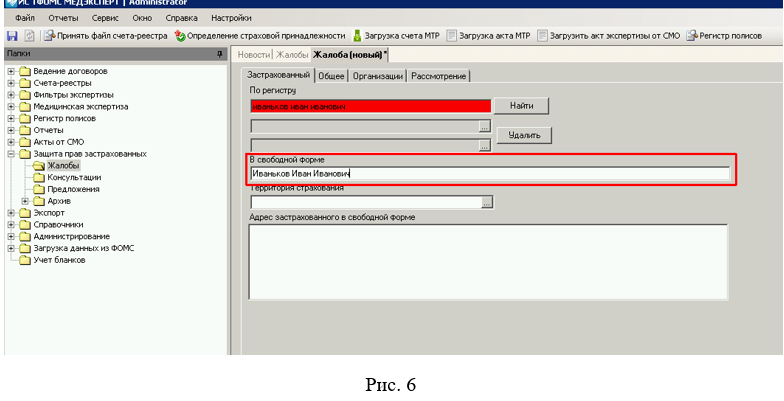 ИС ТФОМС МЕДЭКСПЕРТ | Administrator
Файл Отчеты Сервис Окно Справка Настройки
Принять файл счета-реестра Определение страховой принадлежности Загрузка счета МТР Загрузка акта МТР Загрузить акт экспертизы от СМО Регистр полисов
Папки
Новости Жалобы Жалоба (новый)*
Ведение договоров
Счета-реестры
Фильтры экспертизы
Медицинская экспертиза
Регистр полисов
Отчеты
Акты от СМО
Защита прав застрахованных
Жалобы
Консультации
Предложения
Архив
Экспорт
Справочники
Администрирование
Загрузка данных из ФОМС
Учет бланков
Застрахованный Общее Организации Рассмотрение
По регистру
иваньков иван иванович Найти
...
Удалить
...
В свободной форме
Иваньков Иван Иванович
Территория страхования
...
Адрес застрахованного в свободной форме
Рис. 6